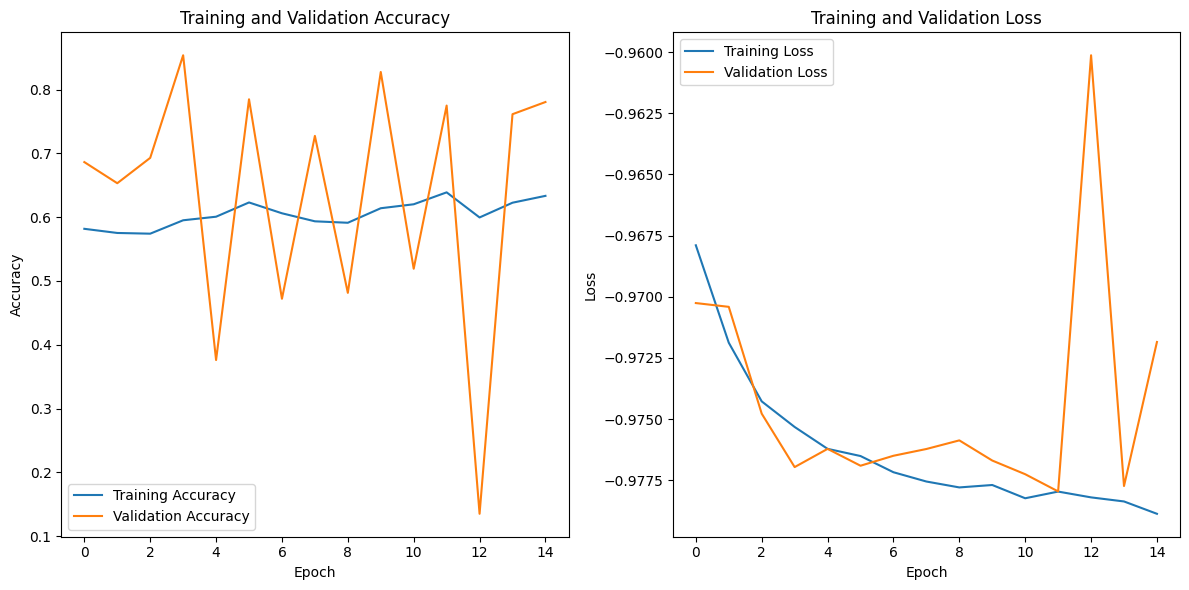 Training and Validation Accuracy
0.8
0.7
0.6
0.5
0.4
0.3
0.2
0.1
Accuracy
Training Accuracy
Validation Accuracy
0 2 4 6 8 10 12 14
Epoch
Training and Validation Loss
Training Loss
Validation Loss
−0.9600
−0.9625
−0.9650
−0.9675
−0.9700
−0.9725
−0.9750
−0.9775
Loss
0 2 4 6 8 10 12 14
Epoch